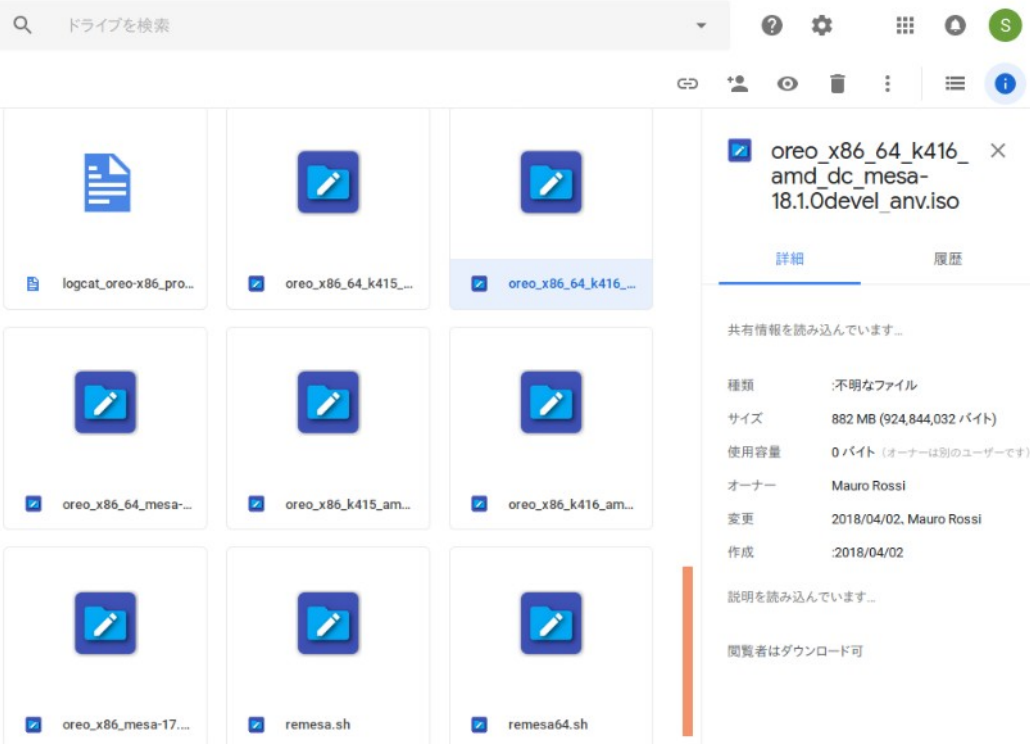 ドライブを検索
S
oreo_x86_64_k416_
amd_dc_mesa-
18.1.0devel_anv.iso
詳細
履歴
logcat_oreo-x86_pro...
oreo_x86_64_k415_...
oreo_x86_64_k416_...
oreo_x86_64_mesa-...
oreo_x86_k415_am...
oreo_x86_k416_am...
oreo_x86_mesa-17....
remesa.sh
remesa64.sh
共有情報を読み込んでいます...
種類 :不明なファイル
サイズ 882 MB (924,844,032 バイト)
使用容量 0 バイト (オーナーは別のユーザーです)
オーナー Mauro Rossi
変更 2018/04/02、Mauro Rossi
作成 :2018/04/02
説明を読み込んでいます...
閲覧者はダウンロード可